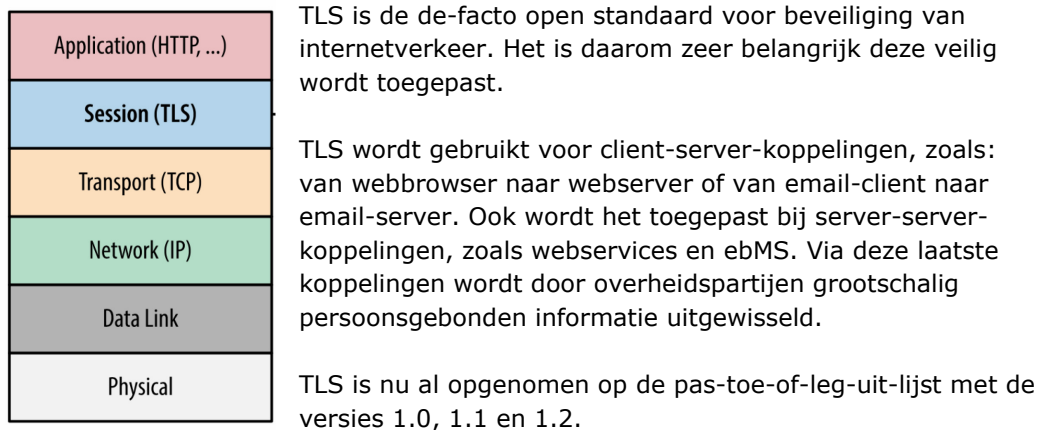 Application (HTTP, ...)
Session (TLS)
Transport (TCP)
Network (IP)
Data Link
Physical
TLS is de de-facto open standaard voor beveiliging van
internetverkeer. Het is daarom zeer belangrijk deze veilig
wordt toegepast.
TLS wordt gebruikt voor client-server-koppelingen, zoals:
van webbrowser naar webserver of van email-client naar
email-server. Ook wordt het toegepast bij server-server-
koppelingen, zoals webservices en ebMS. Via deze laatste
koppelingen wordt door overheidspartijen grootschalig
persoonsgebonden informatie uitgewisseld.
TLS is nu al opgenomen op de pas-toe-of-leg-uit-lijst met de
versies 1.0, 1.1 en 1.2.